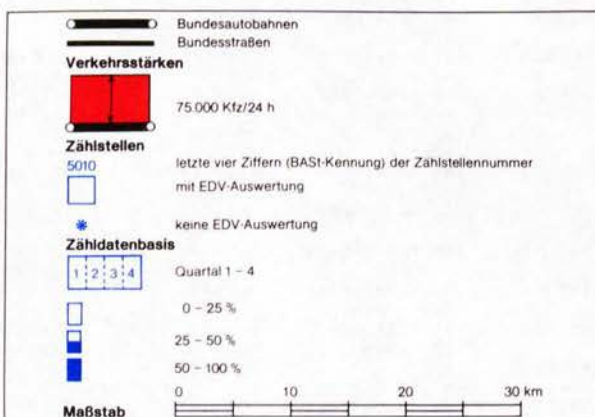 Bundesautobahnen
Bundesstraßen
Verkehrsstärken
75.000 Kfz/24 h
Zählstellen
5010 letzte vier Ziffern (BASt-Kennung) der Zählstellennummer
mit EDV-Auswertung
keine EDV-Auswertung
Zähldatenbasis
1 2 3 4 Quartal 1 – 4
0 – 25 %
25 – 50 %
50 – 100 %
0 10 20 30 km
Maßstab